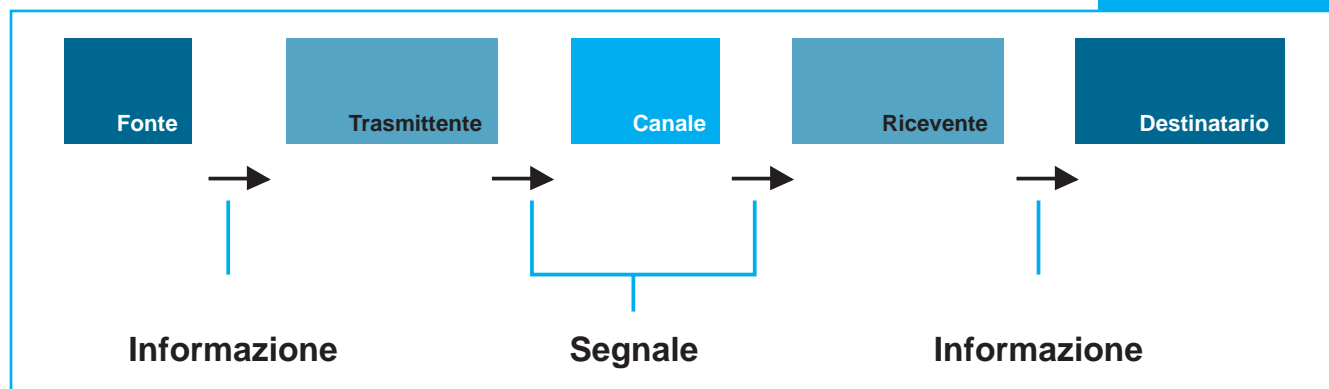 Fonte
Trasmittente
Canale
Ricevente
Destinatario
Informazione
Segnale
Informazione